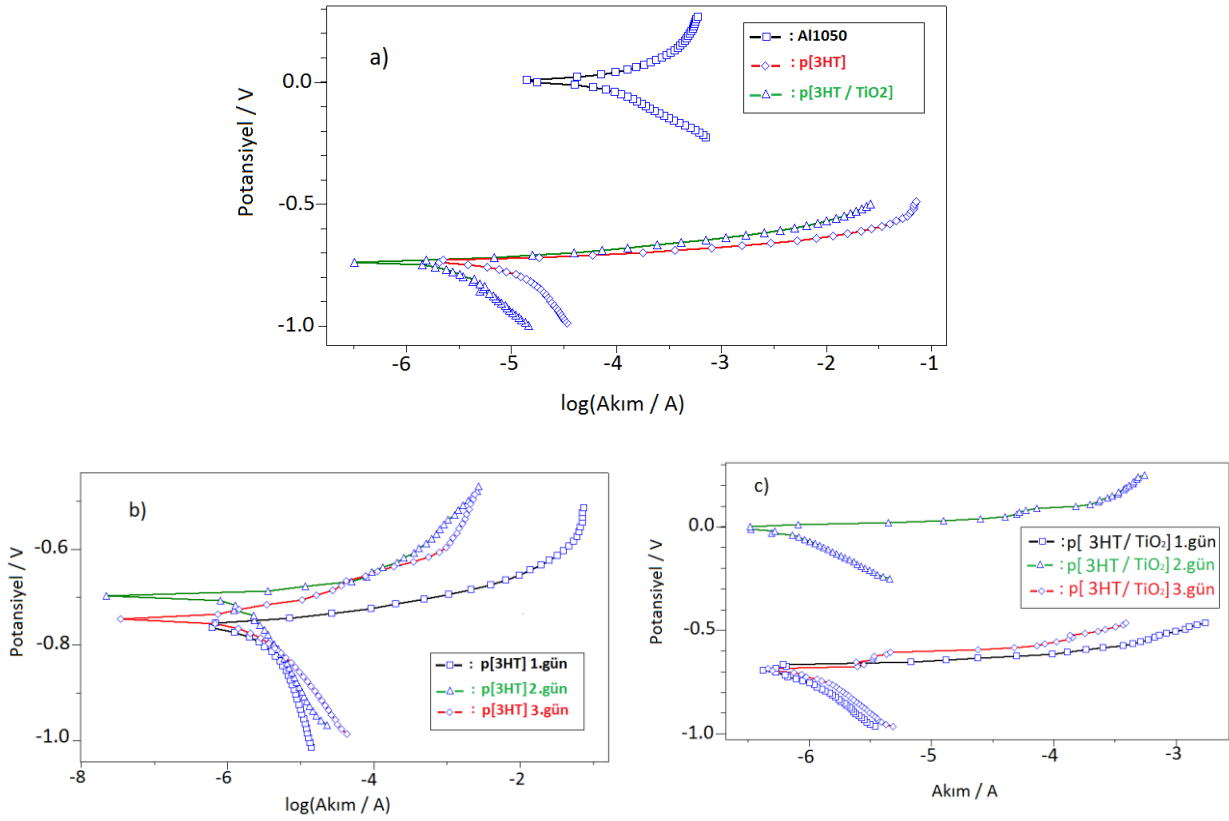 a)
: Al1050
: p[3HT]
: p[3HT / TiO2]
Potansiyel / V
0.0
-0.5
-1.0
-6
-5
-4
-3
-2
-1
log(Akım / A)
b)
: p[3HT] 1.gün
: p[3HT] 2.gün
: p[3HT] 3.gün
Potansiyel / V
-0.6
-0.8
-1.0
-8
-6
-4
-2
log(Akım / A)
c)
:p[ 3HT/ TiO₂] 1.gün
:p[ 3HT/ TiO₂] 2.gün
:p[ 3HT/ TiO₂] 3.gün
Potansiyel / V
0.0
-0.5
-1.0
-6
-5
-4
-3
Akım / A